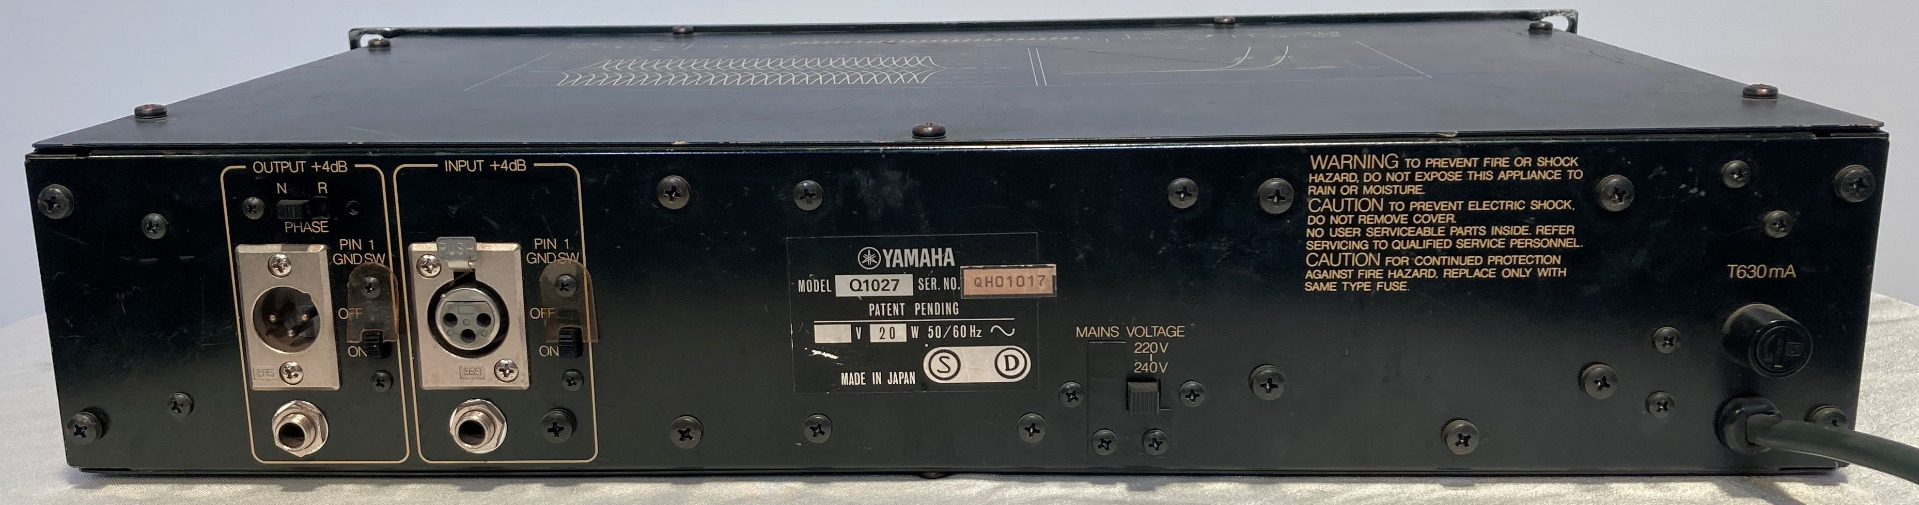 OUTPUT +4dB
N R
PHASE
PIN 1
GND SW
OFF
ON
INPUT +4dB
PUSH
PIN 1
GND SW
OFF
ON
YAMAHA
MODEL Q1027 SER. NO. QH01017
PATENT PENDING
V 20 W 50/60Hz
S D
MADE IN JAPAN
MAINS VOLTAGE
220V
240V
WARNING TO PREVENT FIRE OR SHOCK
HAZARD, DO NOT EXPOSE THIS APPLIANCE TO
RAIN OR MOISTURE.
CAUTION TO PREVENT ELECTRIC SHOCK,
DO NOT REMOVE COVER.
NO USER SERVICEABLE PARTS INSIDE. REFER
SERVICING TO QUALIFIED SERVICE PERSONNEL.
CAUTION FOR CONTINUED PROTECTION
AGAINST FIRE HAZARD, REPLACE ONLY WITH
SAME TYPE FUSE.
T630mA